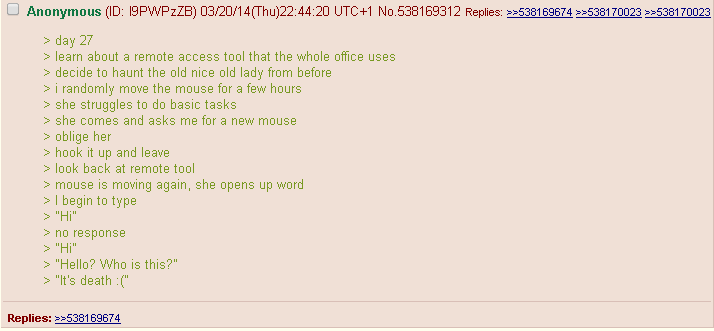 Anonymous (ID: I9PWPzZB) 03/20/14(Thu)22:44:20 UTC+1 No.538169312 Replies: >>538169674 >>538170023 >>538170023
> day 27
> learn about a remote access tool that the whole office uses
> decide to haunt the old nice old lady from before
> i randomly move the mouse for a few hours
> she struggles to do basic tasks
> she comes and asks me for a new mouse
> oblige her
> hook it up and leave
> look back at remote tool
> mouse is moving again, she opens up word
> I begin to type
> "Hi"
> no response
> "Hi"
> "Hello? Who is this?"
> "It's death :("
Replies: >>538169674